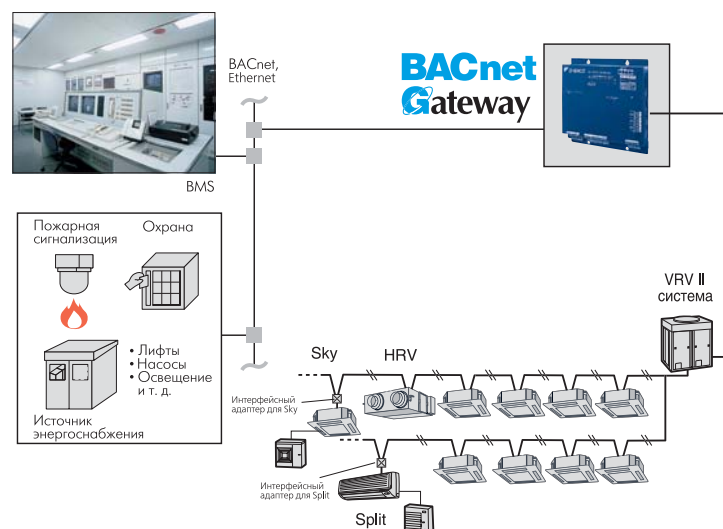 BACnet,
Ethernet
BACnet
Gateway
BMS
Пожарная
сигнализация
Охрана
• Лифты
• Насосы
• Освещение
и т. д.
Источник
энергоснабжения
VRV II
система
Sky
HRV
Интерфейсный
адаптер для Sky
Интерфейсный
адаптер для Split
Split